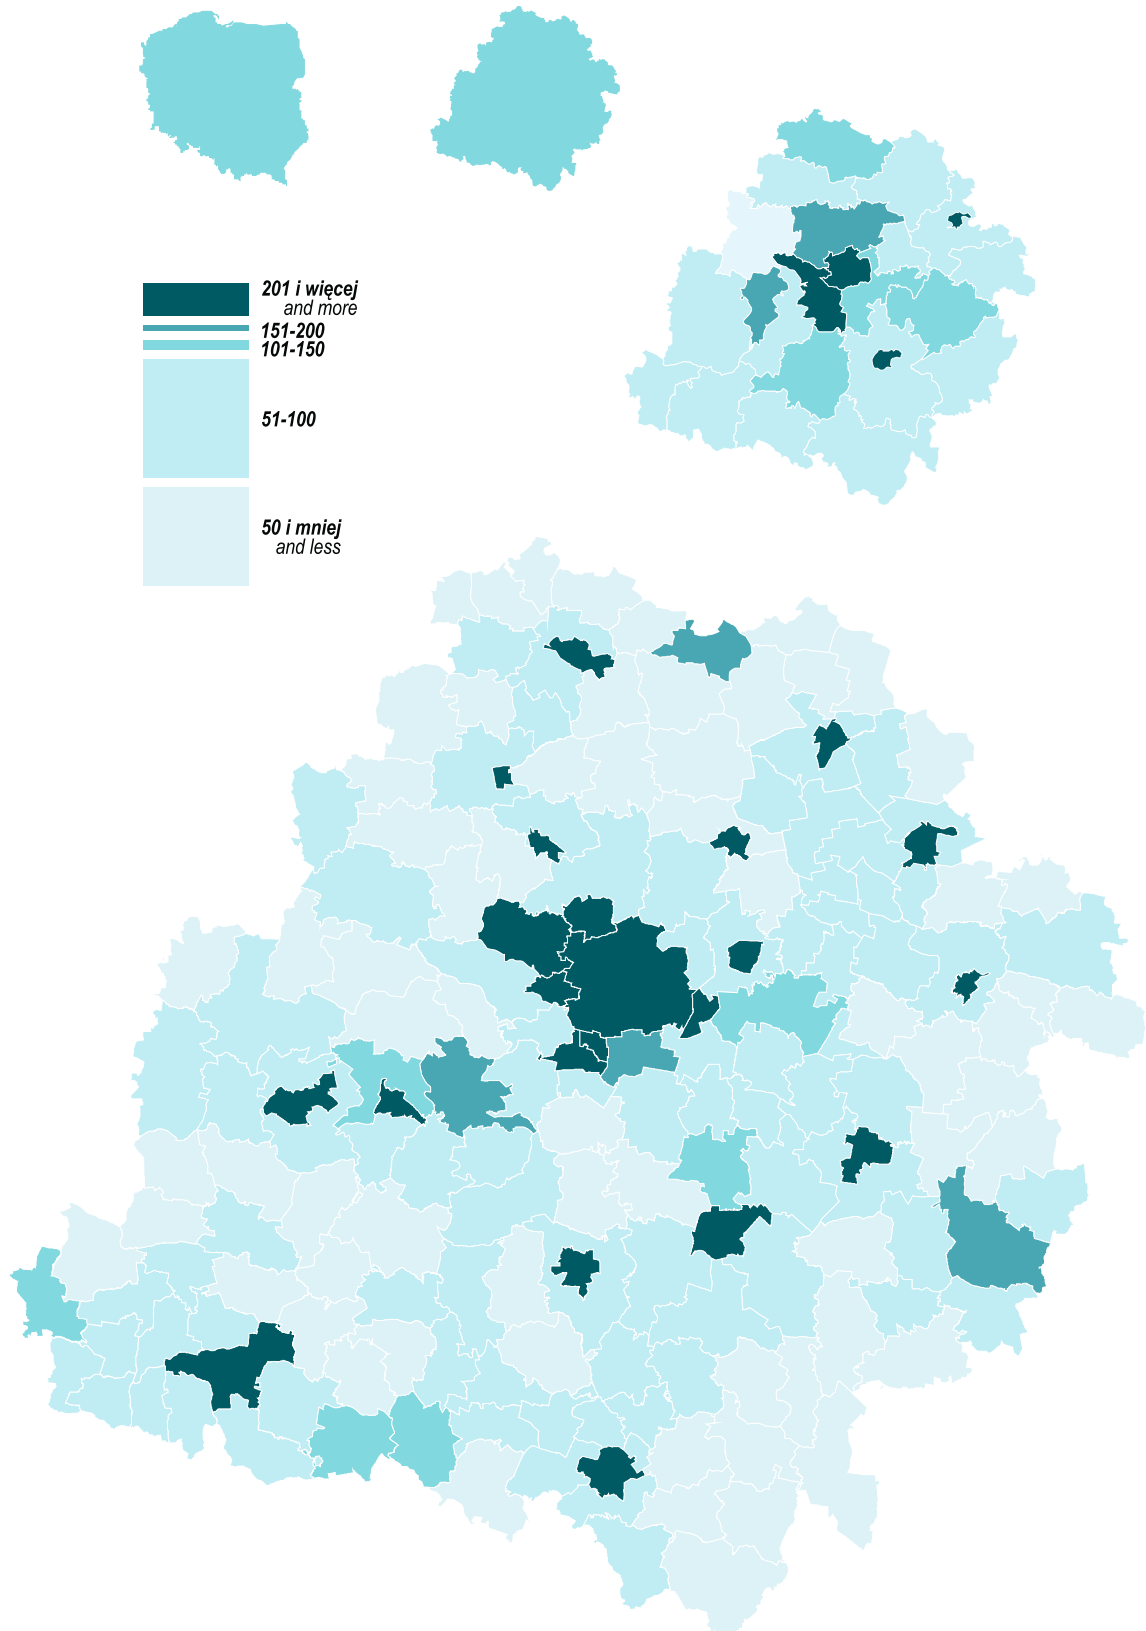 201 i więcej
and more
151-200
101-150
51-100
50 i mniej
and less